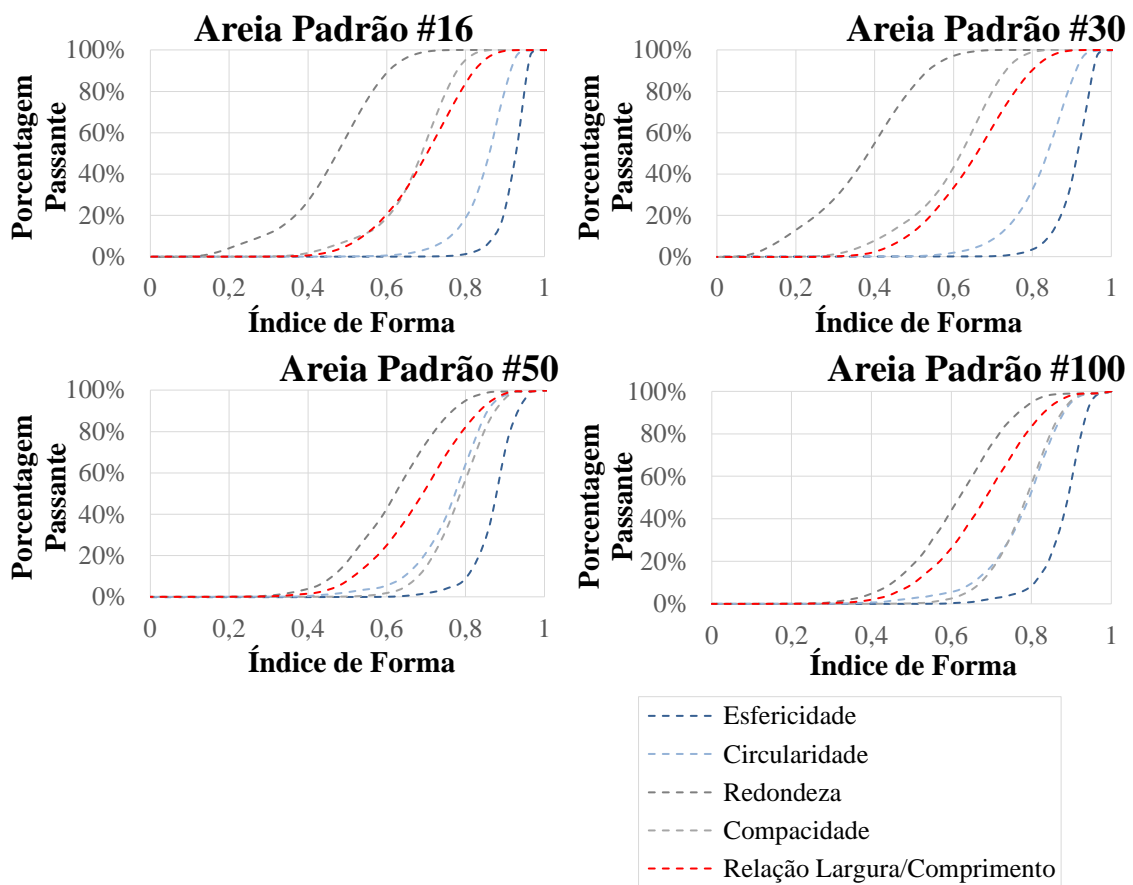 Areia Padrão #16
Porcentagem
Passante
100%
80%
60%
40%
20%
0%
0 0,2 0,4 0,6 0,8 1
Índice de Forma
Areia Padrão #30
Porcentagem
Passante
100%
80%
60%
40%
20%
0%
0 0,2 0,4 0,6 0,8 1
Índice de Forma
Areia Padrão #50
Porcentagem
Passante
100%
80%
60%
40%
20%
0%
0 0,2 0,4 0,6 0,8 1
Índice de Forma
Areia Padrão #100
Porcentagem
Passante
100%
80%
60%
40%
20%
0%
0 0,2 0,4 0,6 0,8 1
Índice de Forma
Esfericidade
Circularidade
Redondeza
Compacidade
Relação Largura/Comprimento